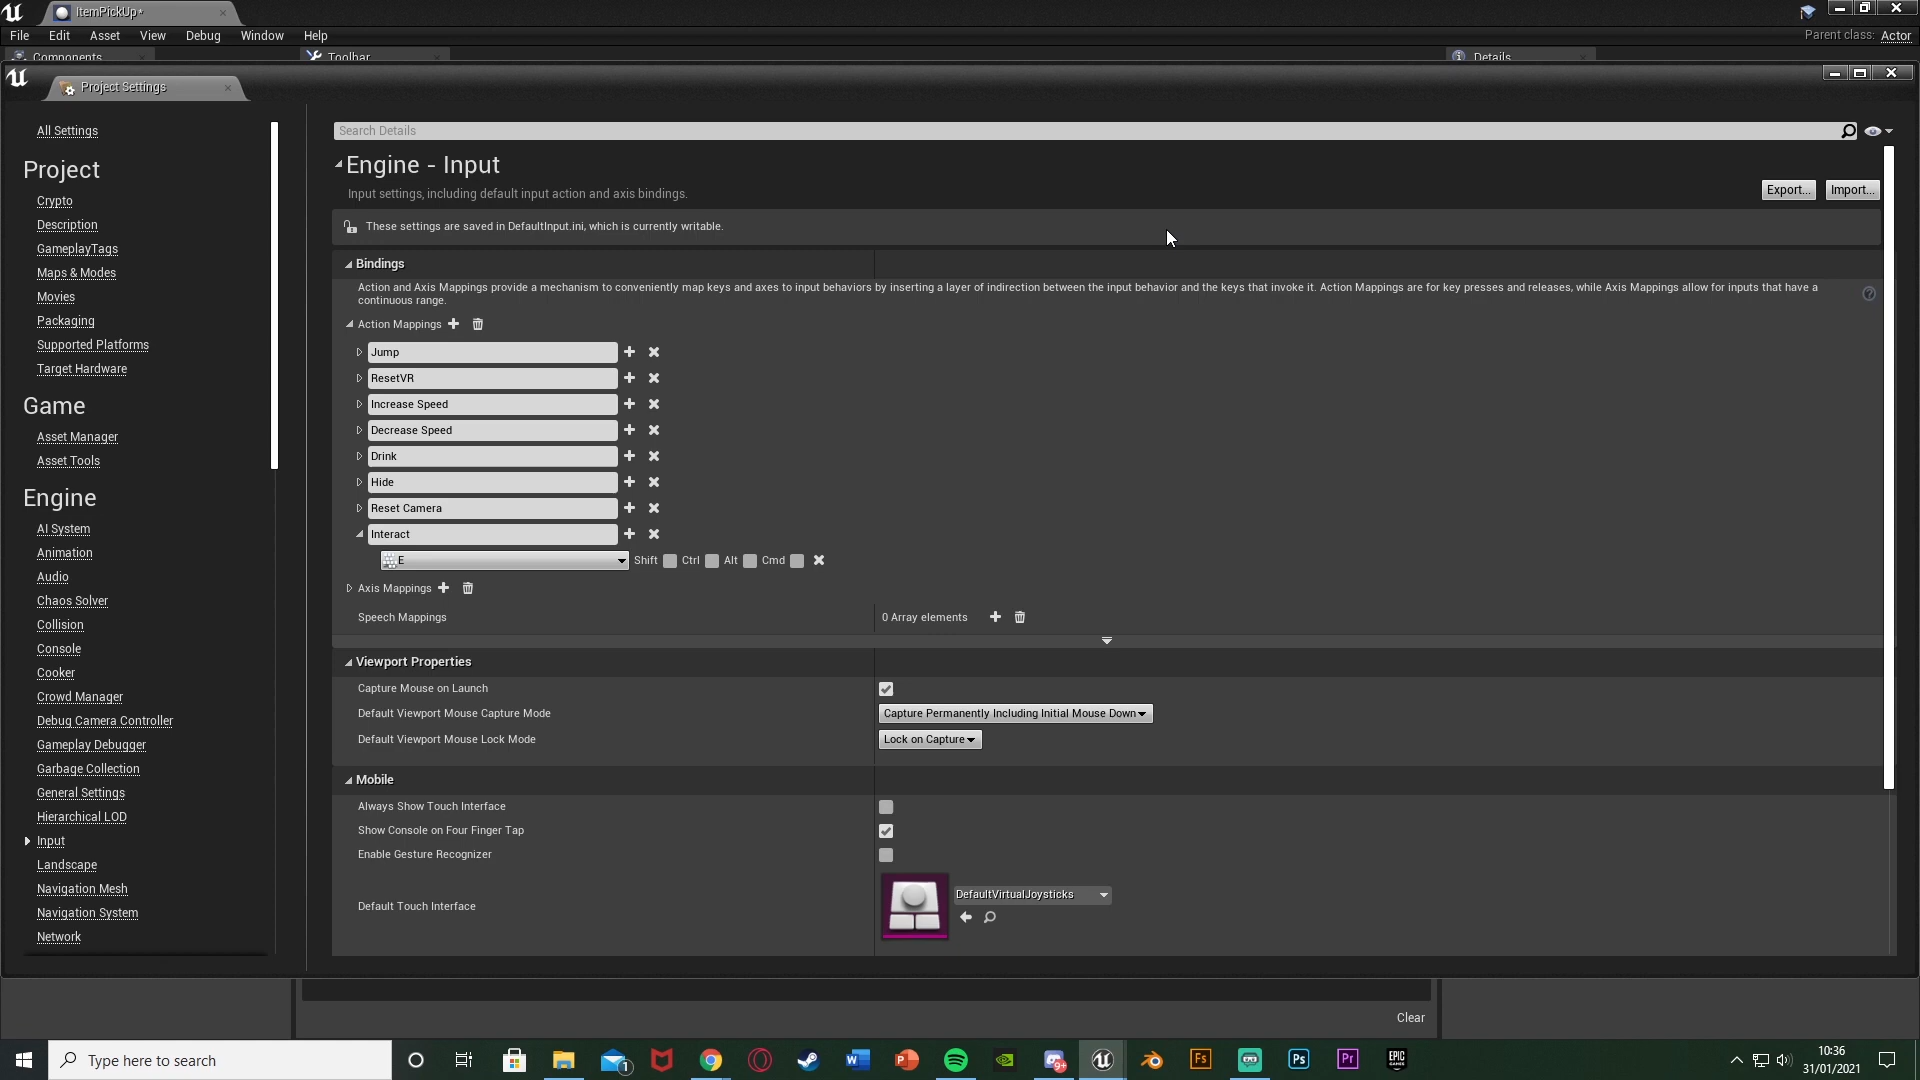 ItemPickUp*
File Edit Asset View Debug Window Help
Parent class: Actor
Components Toolbar Details
Project Settings
All Settings
Project
Crypto
Description
GameplayTags
Maps & Modes
Movies
Packaging
Supported Platforms
Target Hardware
Game
Asset Manager
Asset Tools
Engine
AI System
Animation
Audio
Chaos Solver
Collision
Console
Cooker
Crowd Manager
Debug Camera Controller
Gameplay Debugger
Garbage Collection
General Settings
Hierarchical LOD
Input
Landscape
Navigation Mesh
Navigation System
Network
Search Details
Engine - Input
Input settings, including default input action and axis bindings.
Export... Import...
These settings are saved in DefaultInput.ini, which is currently writable.
Bindings
Action and Axis Mappings provide a mechanism to conveniently map keys and axes to input behaviors by inserting a layer of indirection between the input behavior and the keys that invoke it. Action Mappings are for key presses and releases, while Axis Mappings allow for inputs that have a
continuous range.
Action Mappings
Jump
ResetVR
Increase Speed
Decrease Speed
Drink
Hide
Reset Camera
Interact
E Shift Ctrl Alt Cmd
Axis Mappings
Speech Mappings 0 Array elements
Viewport Properties
Capture Mouse on Launch
Default Viewport Mouse Capture Mode Capture Permanently Including Initial Mouse Down
Default Viewport Mouse Lock Mode Lock on Capture
Mobile
Always Show Touch Interface
Show Console on Four Finger Tap
Enable Gesture Recognizer
Default Touch Interface DefaultVirtualJoysticks
Clear
Type here to search
1
W
P
9+
Fs
Ps
Pr
EPIC
GAMES
10:36
31/01/2021